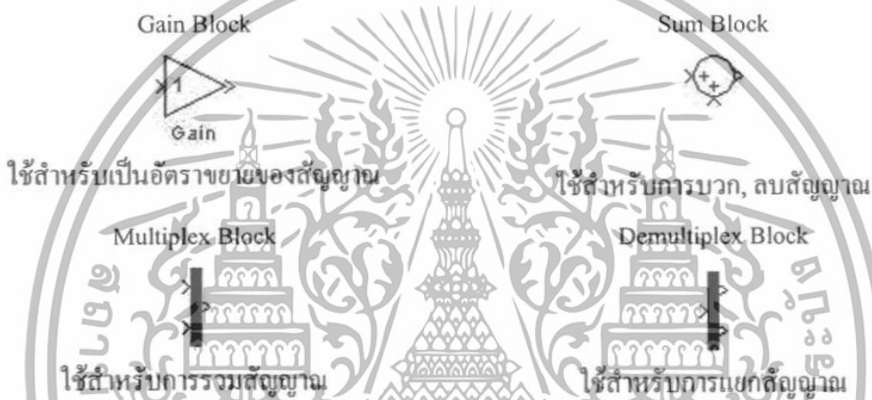 Gain Block
Sum Block
1
Gain
ใช้สำหรับเป็นอัตราขยายของสัญญาณ
ใช้สำหรับการบวก, ลบสัญญาณ
Multiplex Block
Demultiplex Block
ใช้สำหรับการรวมสัญญาณ
ใช้สำหรับการแยกสัญญาณ